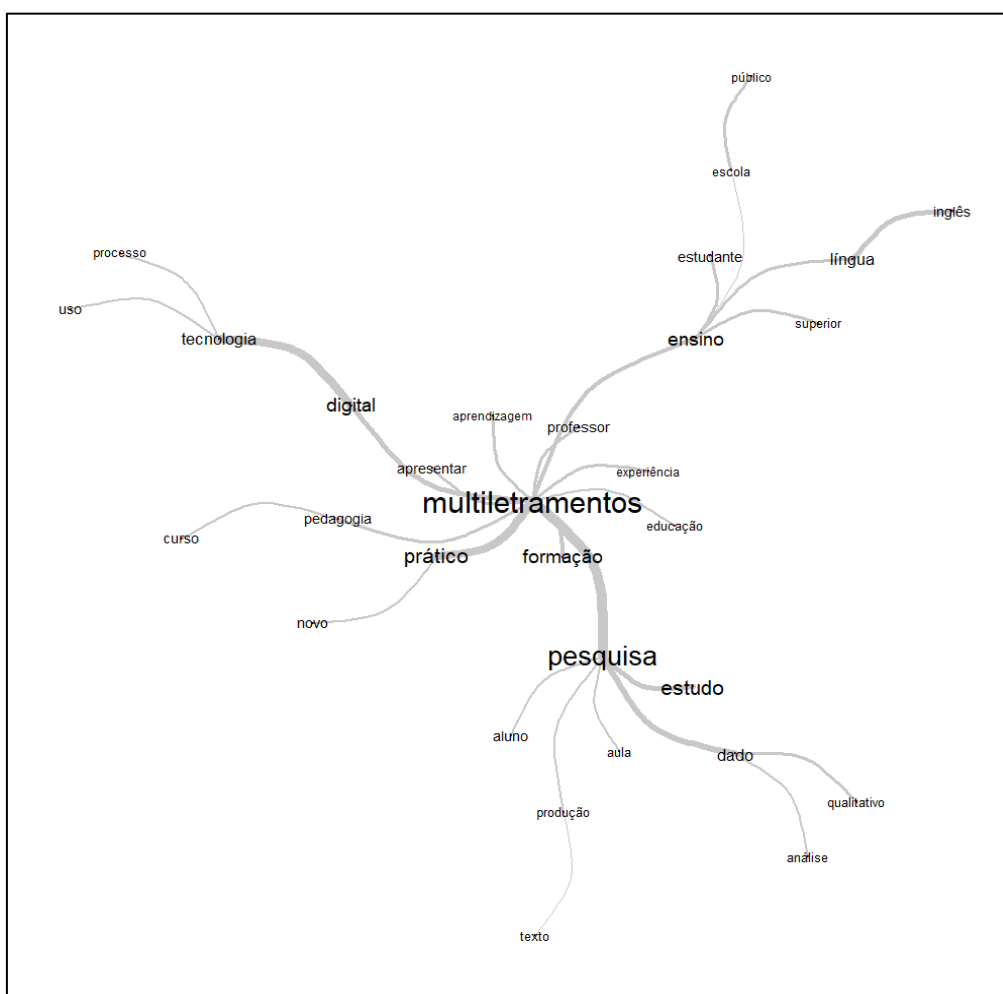 público
escola
inglês
processo
estudante
língua
uso
superior
tecnologia
ensino
digital
aprendizagem
professor
apresentar
experiência
multiletramentos
pedagogia
educação
curso
prático
formação
novo
pesquisa
estudo
aluno
aula
dado
qualitativo
produção
análise
texto